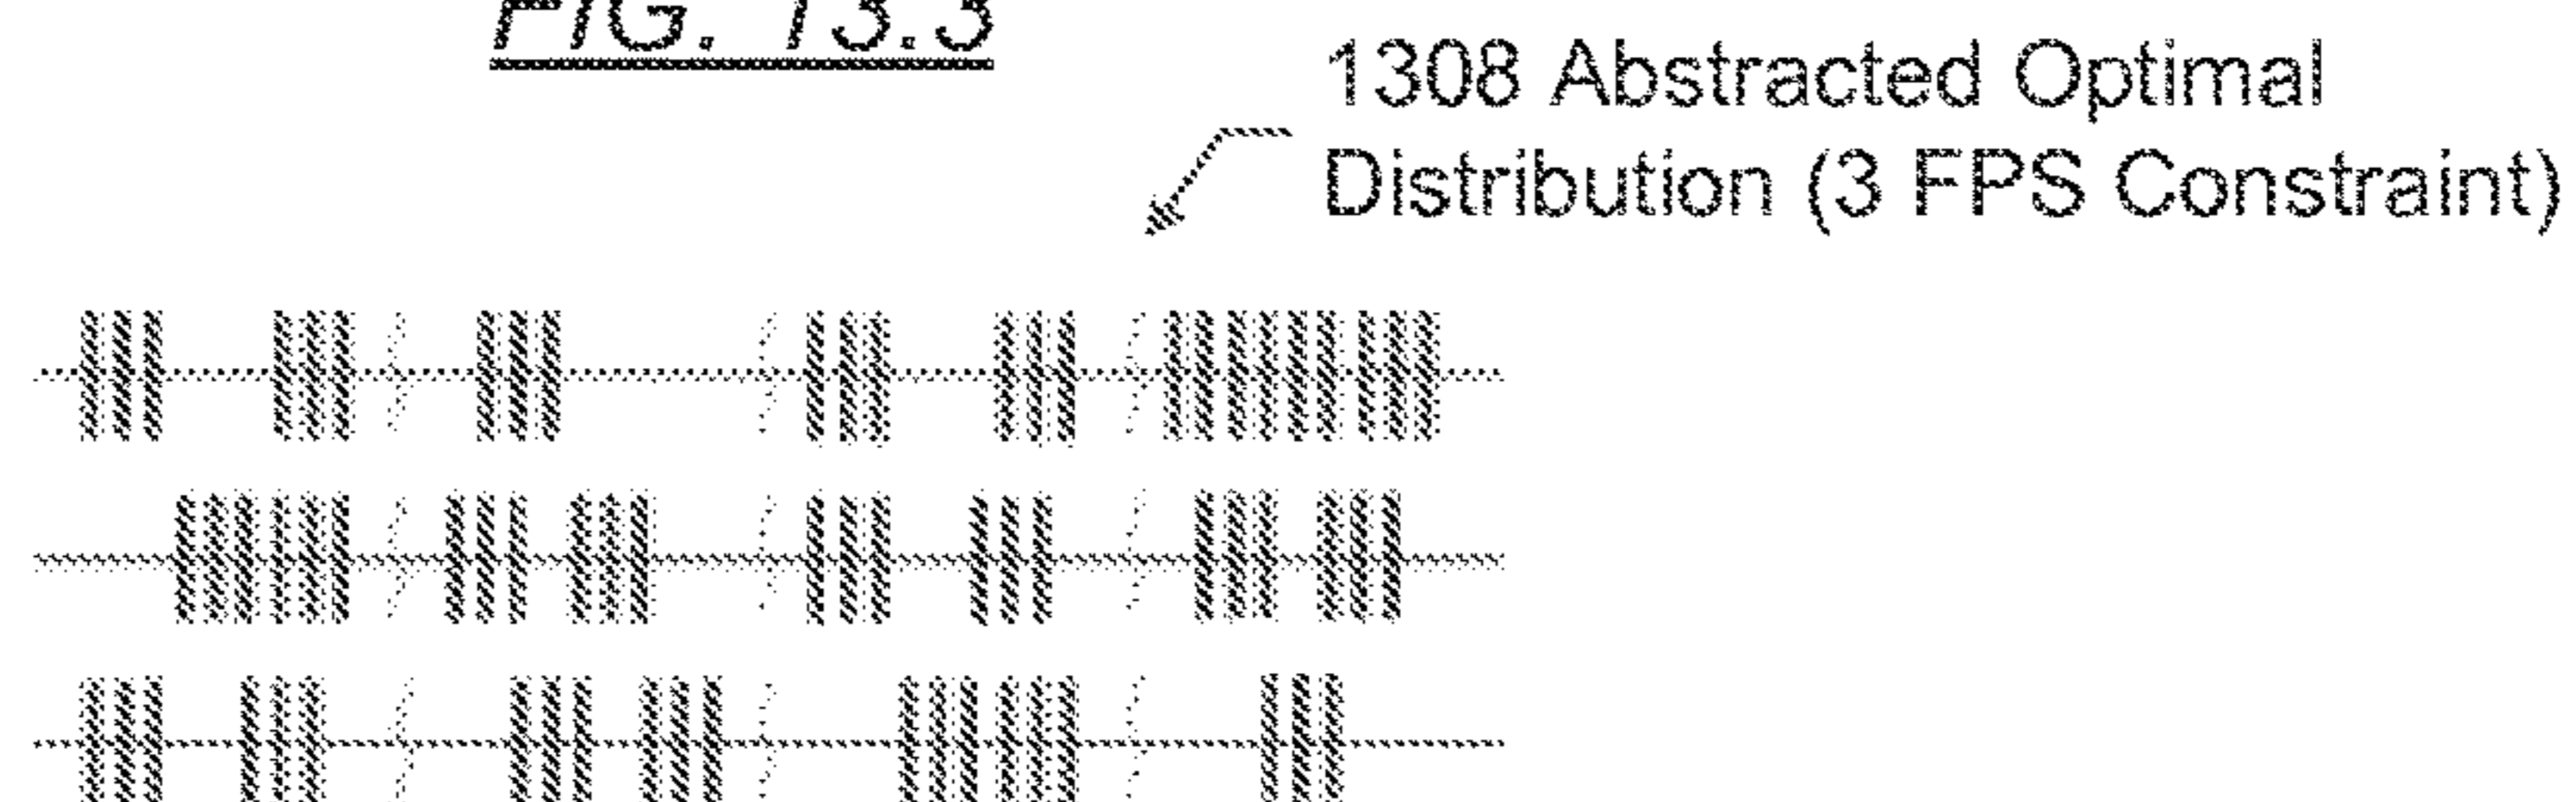 FIG. 13.3
1308 Abstracted Optimal
Distribution (3 FPS Constraint)